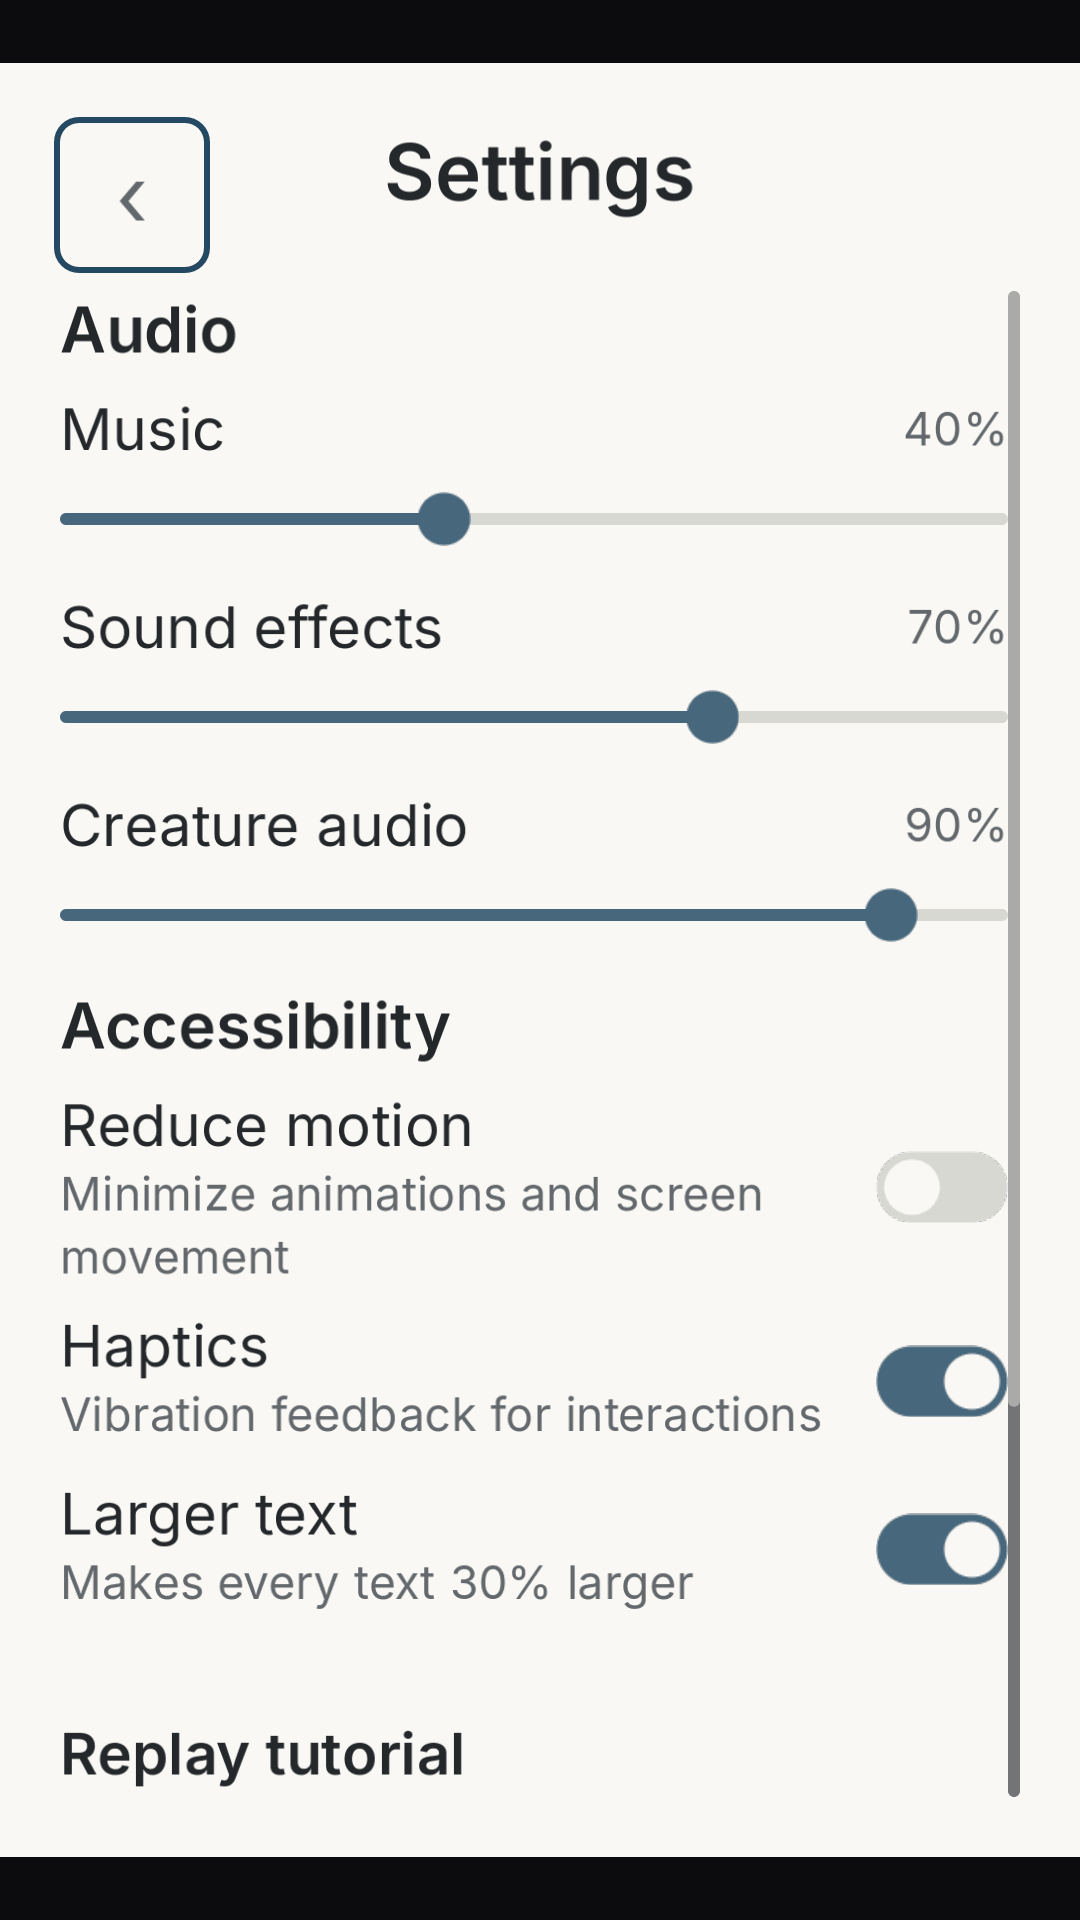 ‹
Settings
Audio
Music 40%
Sound effects 70%
Creature audio 90%
Accessibility
Reduce motion
Minimize animations and screen
movement
Haptics
Vibration feedback for interactions
Larger text
Makes every text 30% larger
Replay tutorial